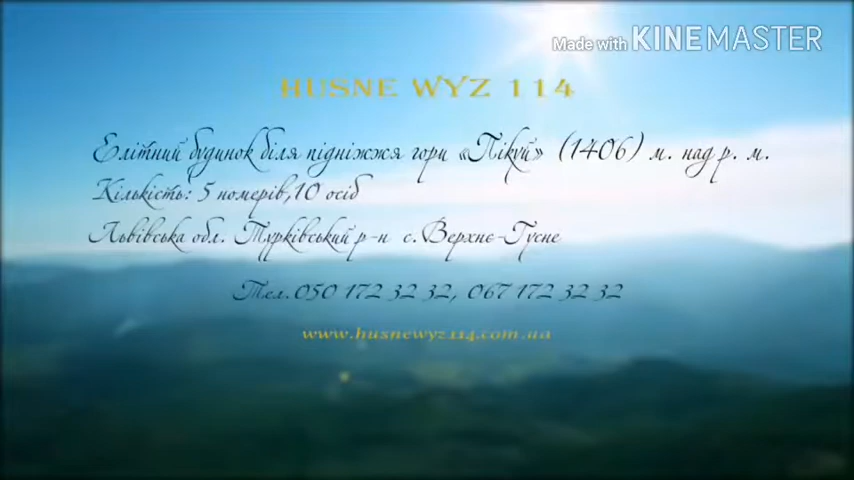 Made with KINEMASTER
HUSNE WYZ 114
Елітний будинок біля підніжжя гори «Пікуй» (1406) м. над р. м.
Кількість: 5 номерів,10 осіб
Львівська обл. Турківський р-н с.Верхнє-Гусне
Тел.050 172 32 32, 067 172 32 32
www.husnewyz114.com.ua